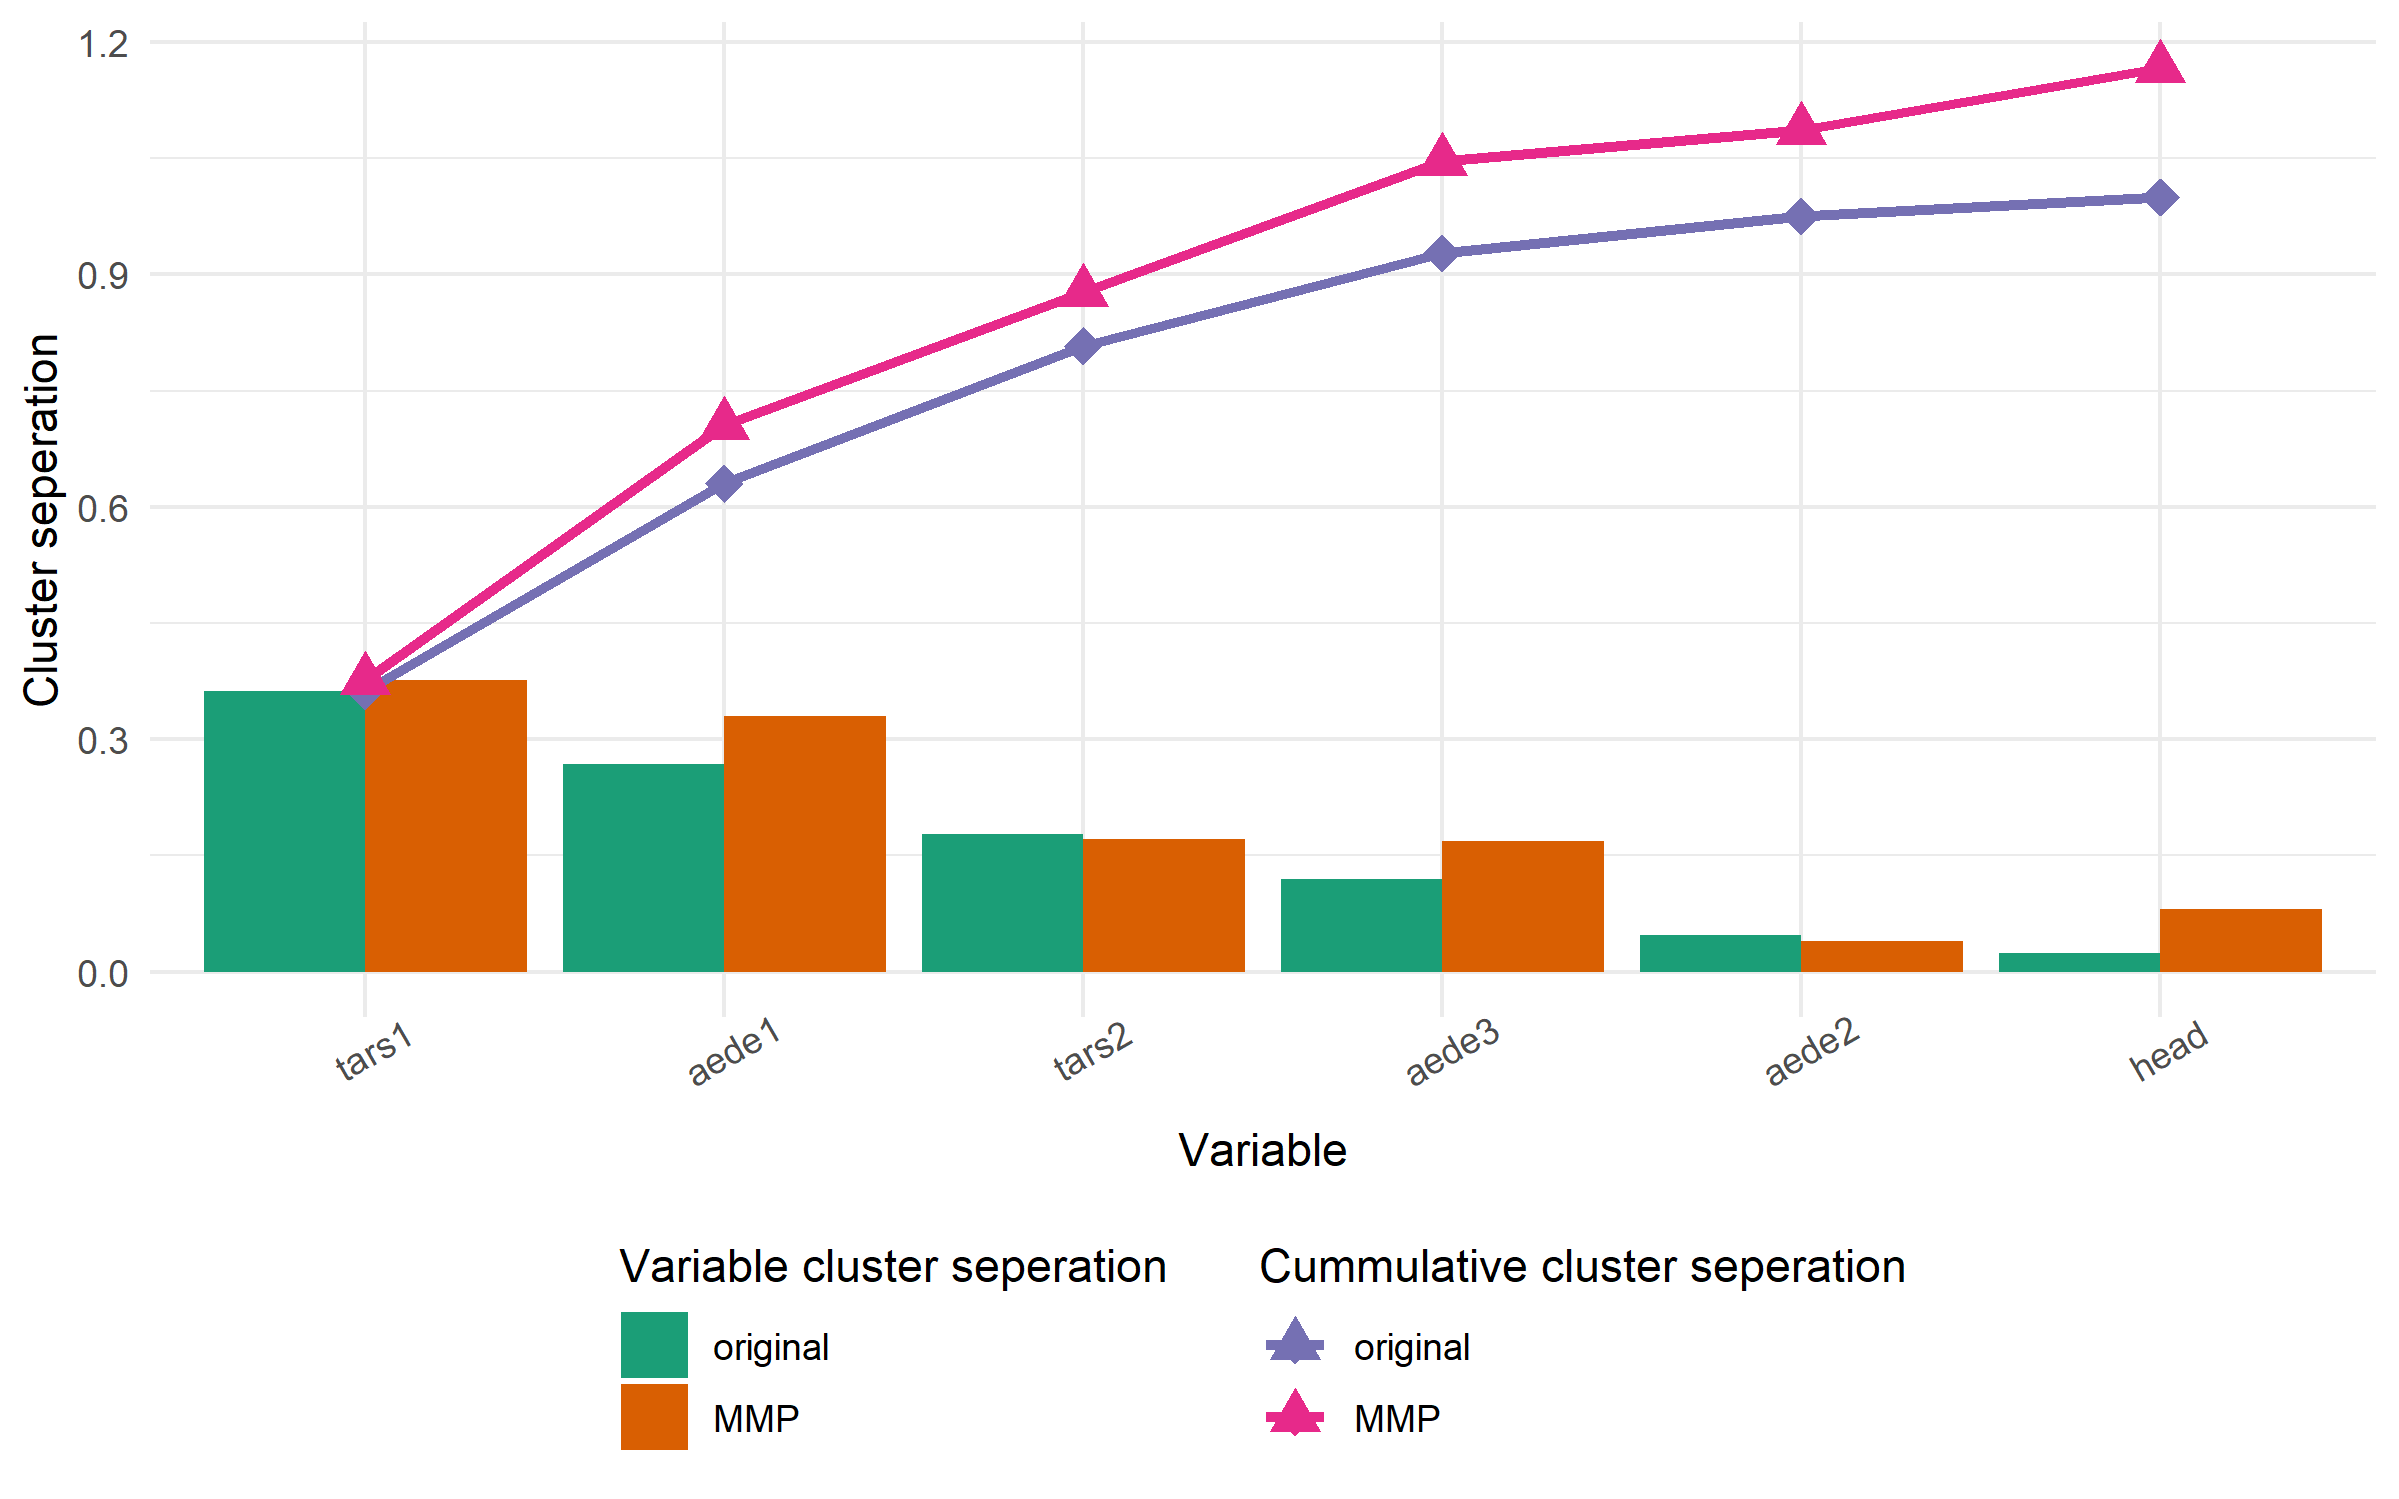 1.2
0.9
0.6
0.3
0.0
Cluster seperation
tars1
aede1
tars2
aede3
aede2
head
Variable
Variable cluster seperation
original
MMP
Cummulative cluster seperation
original
MMP